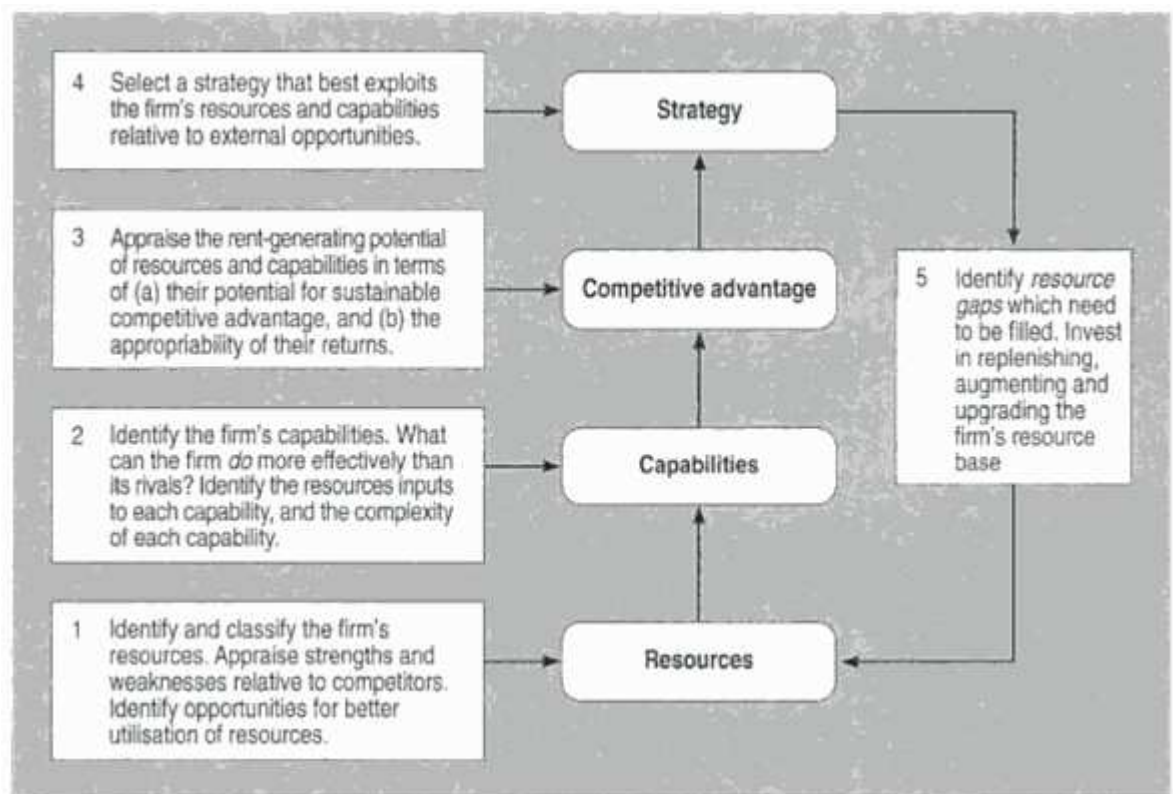 4 Select a strategy that best exploits
the firm's resources and capabilities
relative to external opportunities.
Strategy
3 Appraise the rent-generating potential
of resources and capabilities in terms
of (a) their potential for sustainable
competitive advantage, and (b) the
appropriability of their returns.
Competitive advantage
5 Identify resource
gaps which need
to be filled. Invest
in replenishing,
augmenting and
upgrading the
firm's resource
base
2 Identify the firm's capabilities. What
can the firm do more effectively than
its rivals? Identify the resources inputs
to each capability, and the complexity
of each capability.
Capabilities
1 Identify and classify the firm's
resources. Appraise strengths and
weaknesses relative to competitors.
Identify opportunities for better
utilisation of resources.
Resources